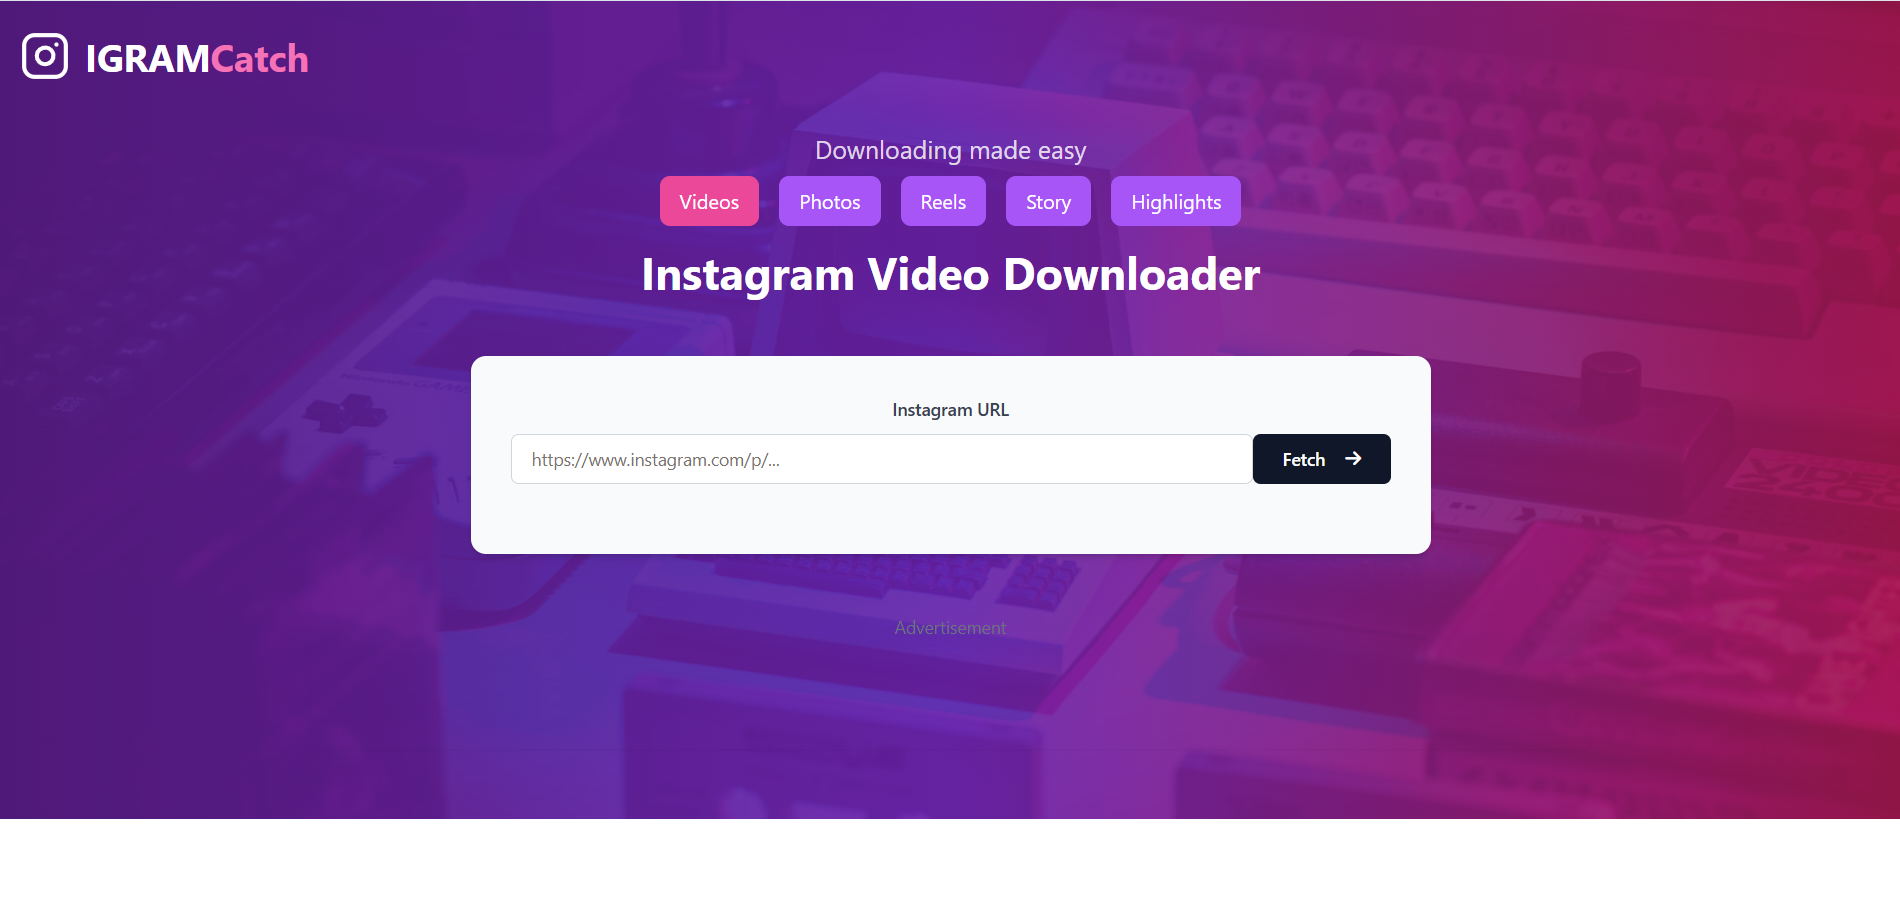 IGRAMCatch
Downloading made easy
Videos
Photos
Reels
Story
Highlights
Instagram Video Downloader
Instagram URL
https://www.instagram.com/p/...
Fetch
Advertisement